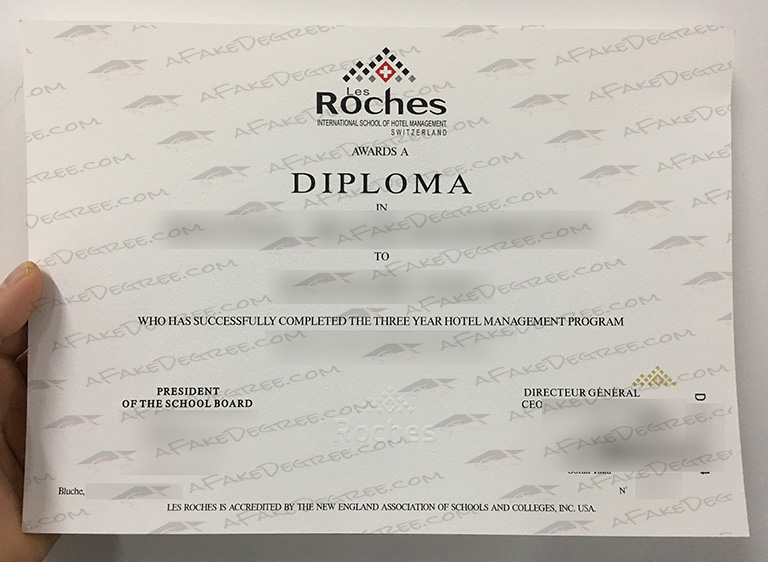 Les
Roches
INTERNATIONAL SCHOOL OF HOTEL MANAGEMENT
SWITZERLAND
AWARDS A
DIPLOMA
IN
TO
WHO HAS SUCCESSFULLY COMPLETED THE THREE YEAR HOTEL MANAGEMENT PROGRAM
PRESIDENT
OF THE SCHOOL BOARD
DIRECTEUR GÉNÉRAL
CEO
D
Roches
Bluche,
N°
LES ROCHES IS ACCREDITED BY THE NEW ENGLAND ASSOCIATION OF SCHOOLS AND COLLEGES, INC. USA.
AFAKEDEGREE.COM